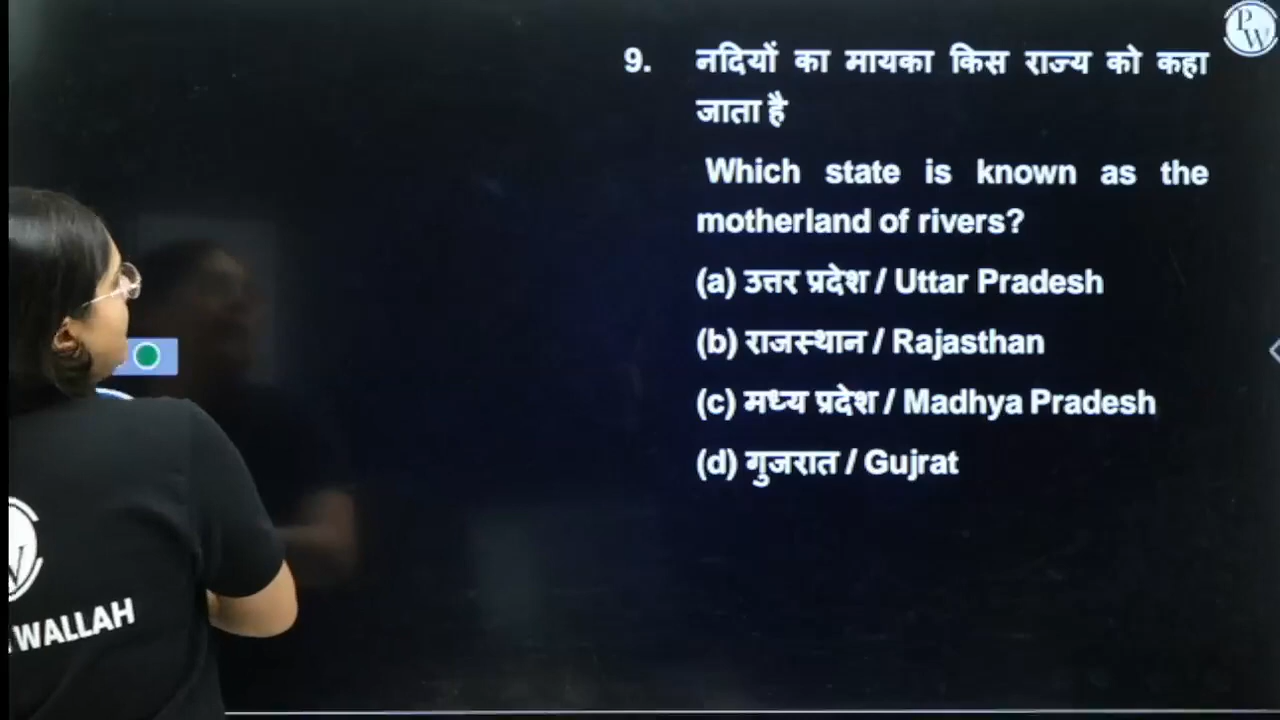 PW
9. नदियों का मायका किस राज्य को कहा
जाता है
Which state is known as the
motherland of rivers?
(a) उत्तर प्रदेश / Uttar Pradesh
(b) राजस्थान / Rajasthan
(c) मध्य प्रदेश / Madhya Pradesh
(d) गुजरात / Gujrat
W
WALLAH